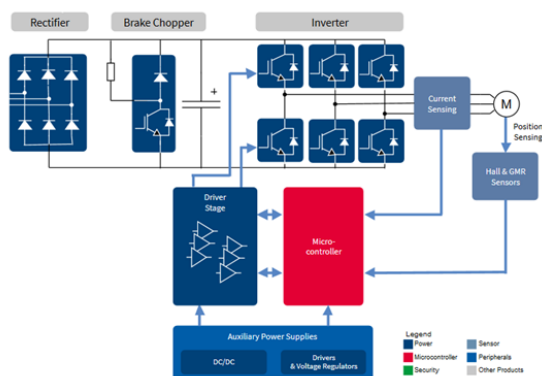 Rectifier
Brake Chopper
Inverter
+
Current
Sensing
M
Position
Sensing
Hall & GMR
Sensors
Driver
Stage
Micro-
controller
Auxiliary Power Supplies
DC/DC
Drivers
& Voltage Regulators
Legend
Power
Sensor
Microcontroller
Peripherals
Security
Other Products